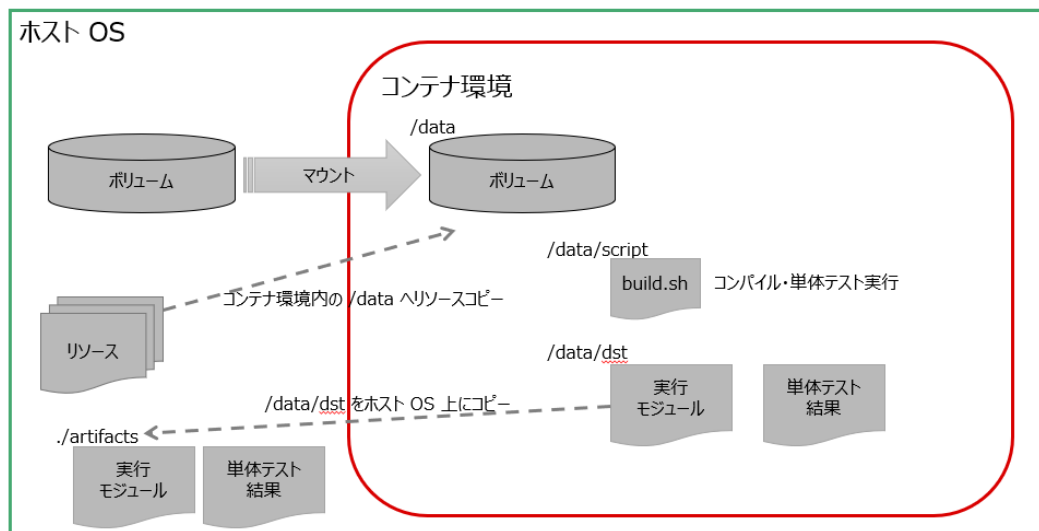 ホスト OS
コンテナ環境
/data
ボリューム
マウント
ボリューム
/data/script
build.sh
コンパイル・単体テスト実行
コンテナ環境内の /data へリソースコピー
リソース
/data/dst
実行
モジュール
単体テスト
結果
/data/dst をホスト OS 上にコピー
./artifacts
実行
モジュール
単体テスト
結果